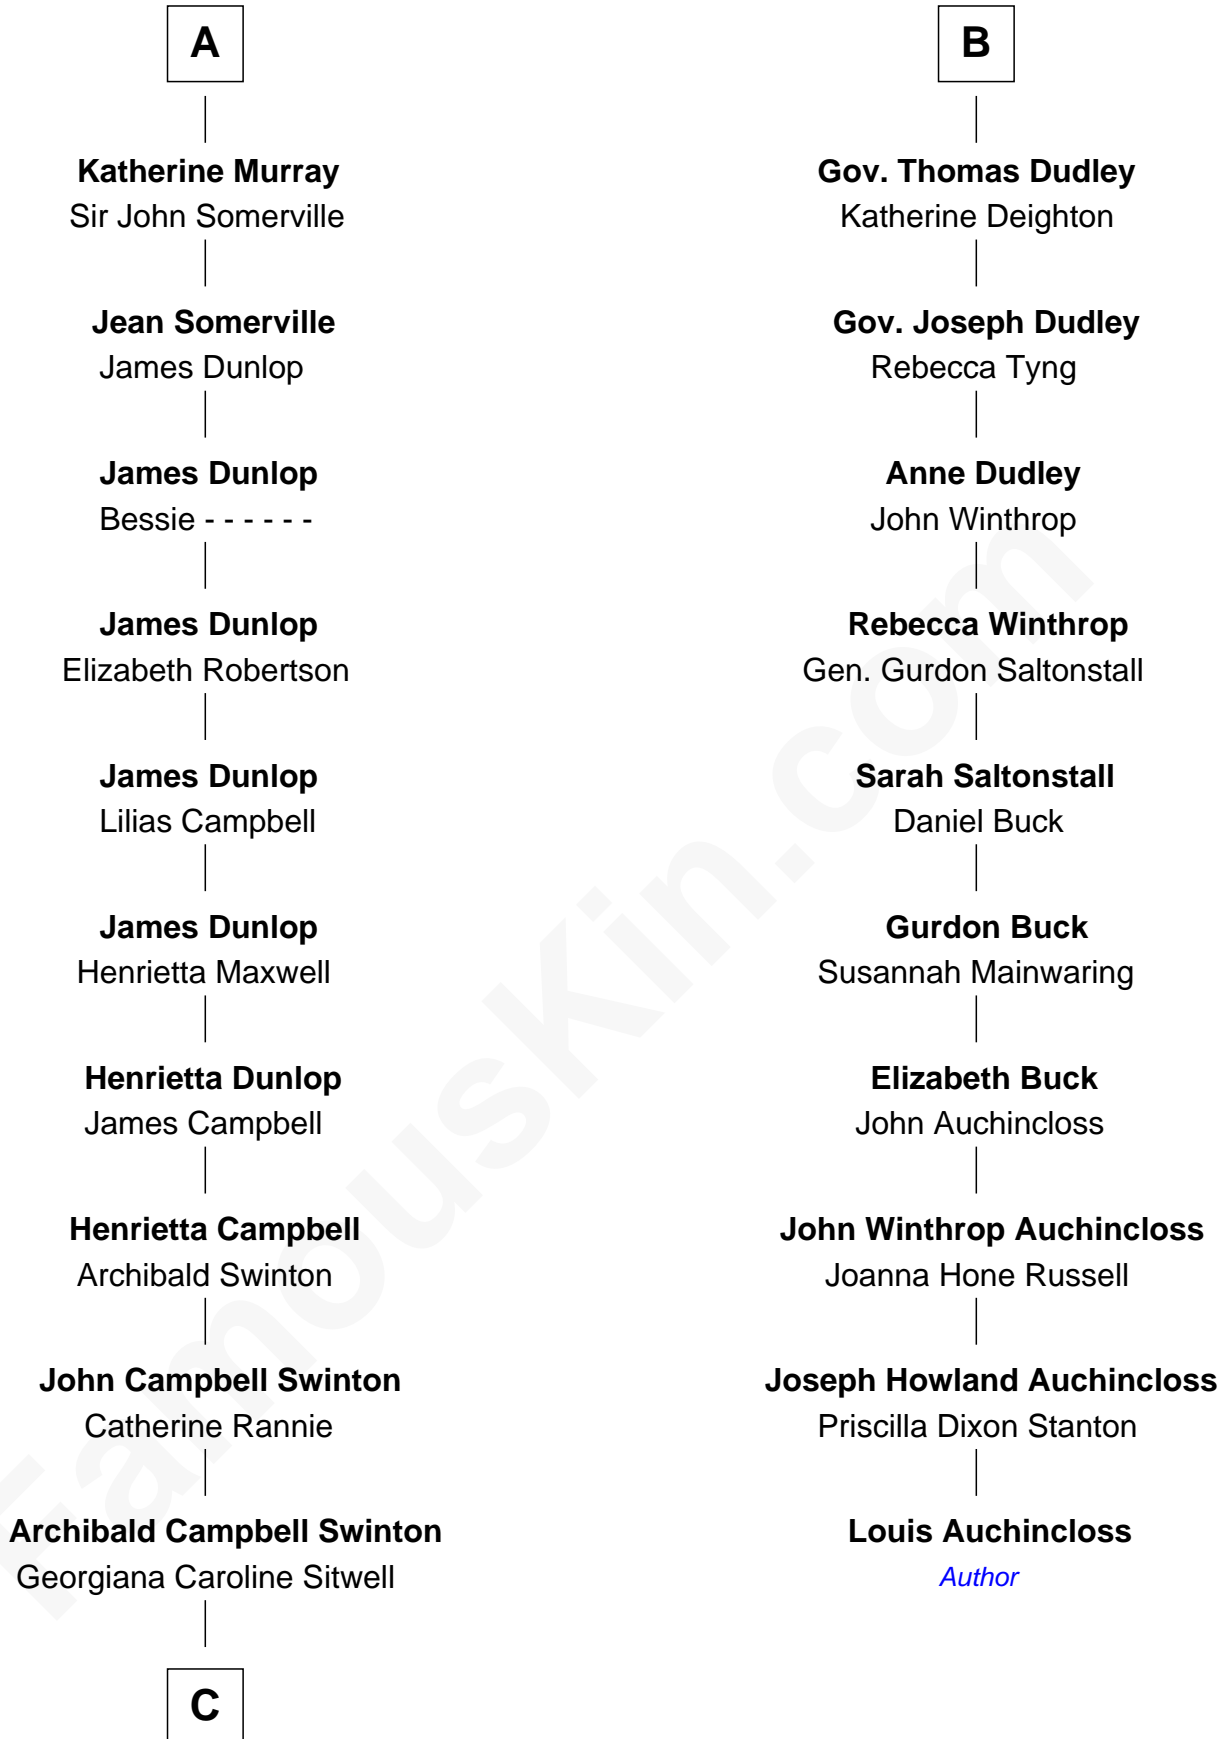 A
Katherine Murray
Sir John Somerville
Jean Somerville
James Dunlop
James Dunlop
Bessie - - - - - -
James Dunlop
Elizabeth Robertson
James Dunlop
Lilias Campbell
James Dunlop
Henrietta Maxwell
Henrietta Dunlop
James Campbell
Henrietta Campbell
Archibald Swinton
John Campbell Swinton
Catherine Rannie
Archibald Campbell Swinton
Georgiana Caroline Sitwell
C
B
Gov. Thomas Dudley
Katherine Deighton
Gov. Joseph Dudley
Rebecca Tyng
Anne Dudley
John Winthrop
Rebecca Winthrop
Gen. Gurdon Saltonstall
Sarah Saltonstall
Daniel Buck
Gurdon Buck
Susannah Mainwaring
Elizabeth Buck
John Auchincloss
John Winthrop Auchincloss
Joanna Hone Russell
Joseph Howland Auchincloss
Priscilla Dixon Stanton
Louis Auchincloss
Author
FamousKin.com